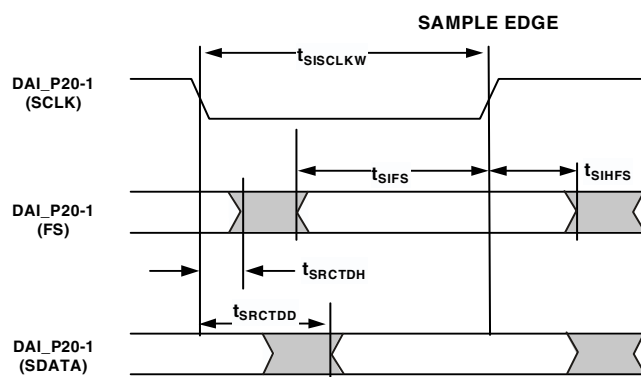 SAMPLE EDGE
tSISCLKW
DAI_P20-1
(SCLK)
tSIFS
tSIHFS
DAI_P20-1
(FS)
tSRCTDH
tSRCTDD
DAI_P20-1
(SDATA)